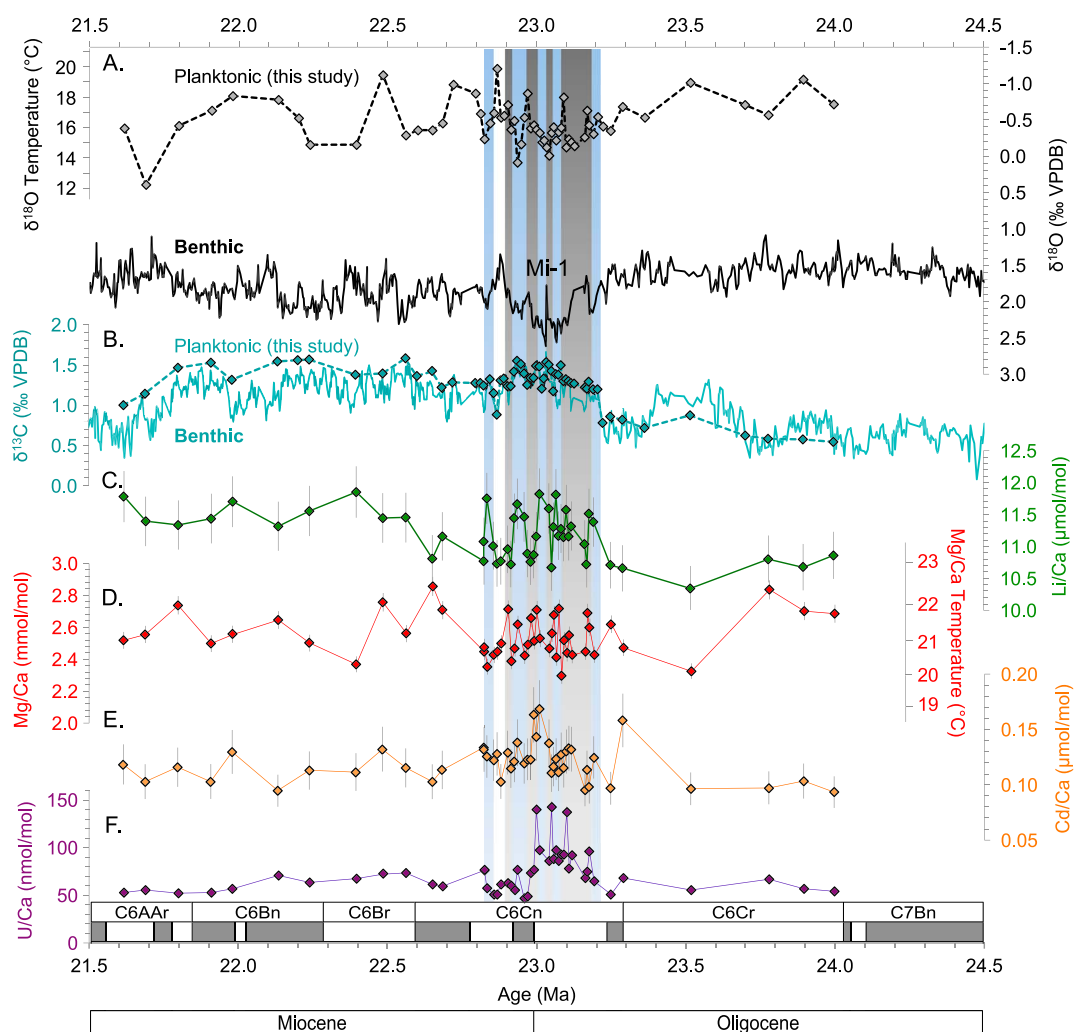 21.5 22.0 22.5 23.0 23.5 24.0 24.5
A.
Planktonic (this study)
δ18O Temperature (°C)
20
18
16
14
12
-1.5
-1.0
-0.5
0.0
0.5
1.0
1.5
2.0
2.5
3.0
δ18O (‰ VPDB)
Benthic
Mi-1
B.
Planktonic (this study)
Benthic
δ13C (‰ VPDB)
2.0
1.5
1.0
0.5
0.0
C.
12.5
12.0
11.5
11.0
10.5
10.0
Li/Ca (μmol/mol)
D.
Mg/Ca (mmol/mol)
3.0
2.8
2.6
2.4
2.2
2.0
23
22
21
20
19
Mg/Ca Temperature (°C)
E.
0.20
0.15
0.10
0.05
Cd/Ca (μmol/mol)
F.
U/Ca (nmol/mol)
150
100
50
0
C6AAr C6Bn C6Br C6Cn C6Cr C7Bn
21.5 22.0 22.5 23.0 23.5 24.0 24.5
Age (Ma)
Miocene Oligocene